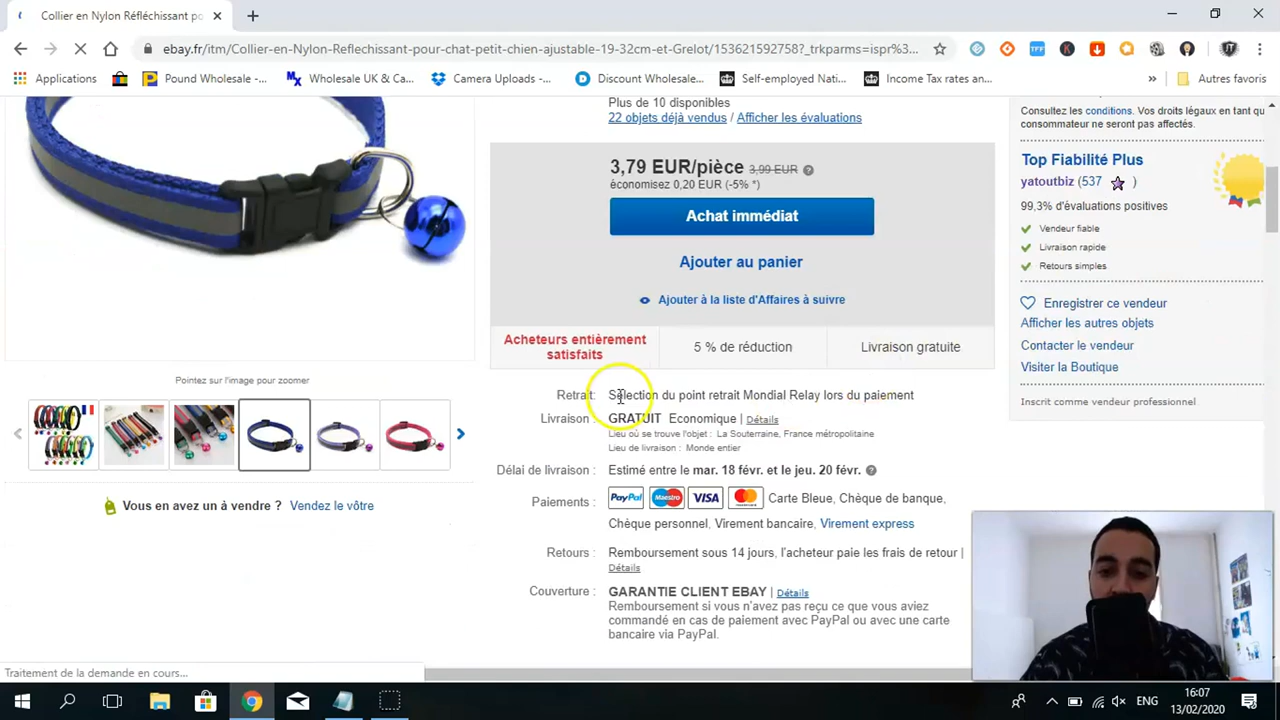 Collier en Nylon Réfléchissant po
ebay.fr/itm/Collier-en-Nylon-Reflechissant-pour-chat-petit-chien-ajustable-19-32cm-et-Grelot/153621592758?_trkparms=ispr%3...
Applications
Pound Wholesale -...
Wholesale UK & Ca...
Camera Uploads -...
Discount Wholesale...
Self-employed Nati...
Income Tax rates an...
»
Autres favoris
Plus de 10 disponibles
22 objets déjà vendus / Afficher les évaluations
3,79 EUR/pièce 3,99 EUR
économisez 0,20 EUR (-5% *)
Achat immédiat
Ajouter au panier
Ajouter à la liste d'Affaires à suivre
Acheteurs entièrement
satisfaits
5 % de réduction
Livraison gratuite
Retrait: Sélection du point retrait Mondial Relay lors du paiement
Livraison : GRATUIT Economique | Détails
Lieu où se trouve l'objet : La Souterraine, France métropolitaine
Lieu de livraison : Monde entier
Délai de livraison : Estimé entre le mar. 18 févr. et le jeu. 20 févr.
Paiements : PayPal Maestro VISA Carte Bleue, Chèque de banque,
Chèque personnel, Virement bancaire, Virement express
Retours : Remboursement sous 14 jours, l'acheteur paie les frais de retour |
Détails
Couverture : GARANTIE CLIENT EBAY | Détails
Remboursement si vous n'avez pas reçu ce que vous aviez
commandé en cas de paiement avec PayPal ou avec une carte
bancaire via PayPal.
Consultez les conditions. Vos droits légaux en tant qu
consommateur ne seront pas affectés.
Top Fiabilité Plus
yatoutbiz (537 )
99,3% d'évaluations positives
Vendeur fiable
Livraison rapide
Retours simples
Enregistrer ce vendeur
Afficher les autres objets
Contacter le vendeur
Visiter la Boutique
Inscrit comme vendeur professionnel
Pointez sur l'image pour zoomer
Vous en avez un à vendre ? Vendez le vôtre
Traitement de la demande en cours...
ENG
16:07
13/02/2020